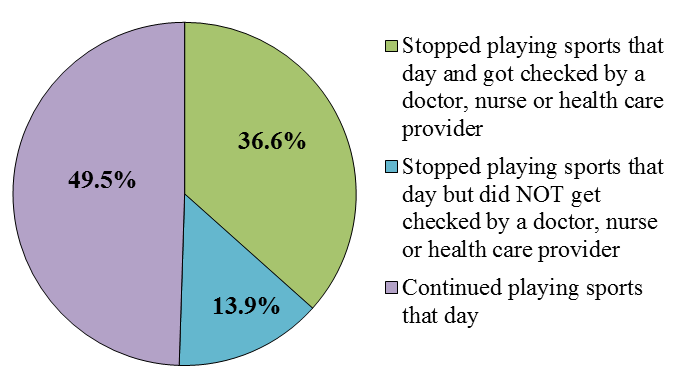 Stopped playing sports that
day and got checked by a
doctor, nurse or health care
provider
36.6%
49.5%
Stopped playing sports that
day but did NOT get
checked by a doctor, nurse
or health care provider
13.9%
Continued playing sports
that day